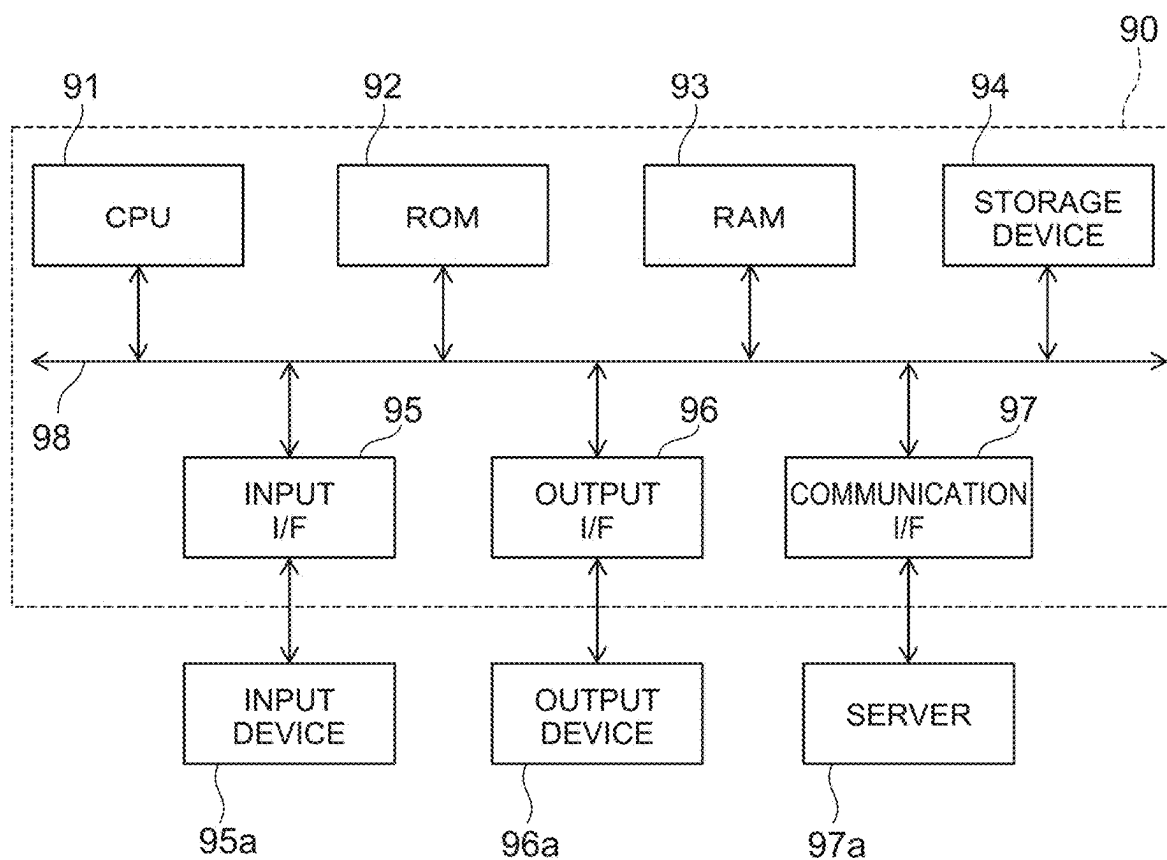 90
91
92
93
94
CPU
ROM
RAM
STORAGE
DEVICE
98
95
96
97
INPUT
I/F
OUTPUT
I/F
COMMUNICATION
I/F
INPUT
DEVICE
OUTPUT
DEVICE
SERVER
95a
96a
97a